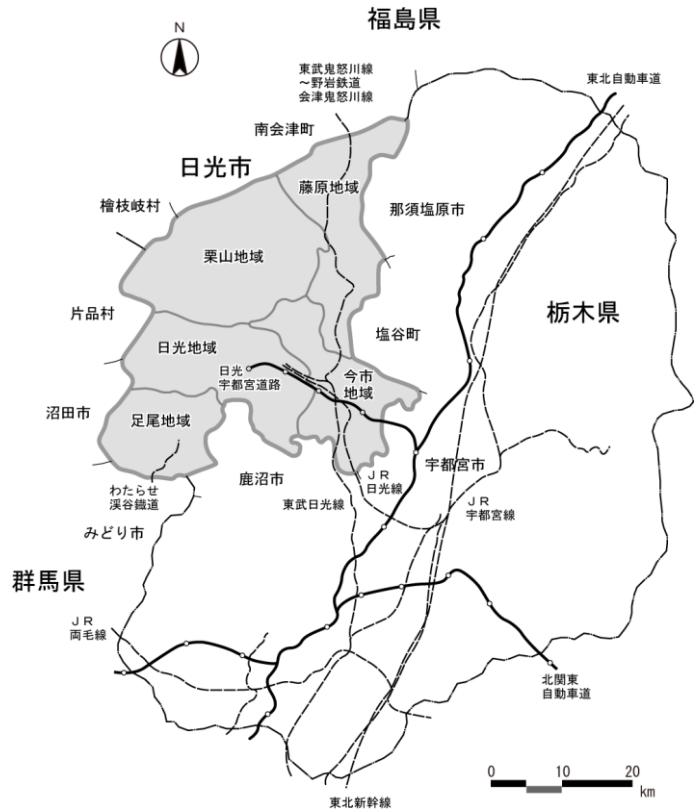 福島県
N
東武鬼怒川線
～野岩鉄道
会津鬼怒川線
東北自動車道
南会津町
日光市
藤原地域
檜枝岐村
那須塩原市
栗山地域
片品村
栃木県
塩谷町
日光地域
日光
宇都宮道路
今市
地域
沼田市
足尾地域
宇都宮市
鹿沼市
JR
日光線
わたらせ
渓谷鐵道
東武日光線
JR
宇都宮線
みどり市
群馬県
JR
両毛線
北関東
自動車道
0 10 20
km
東北新幹線